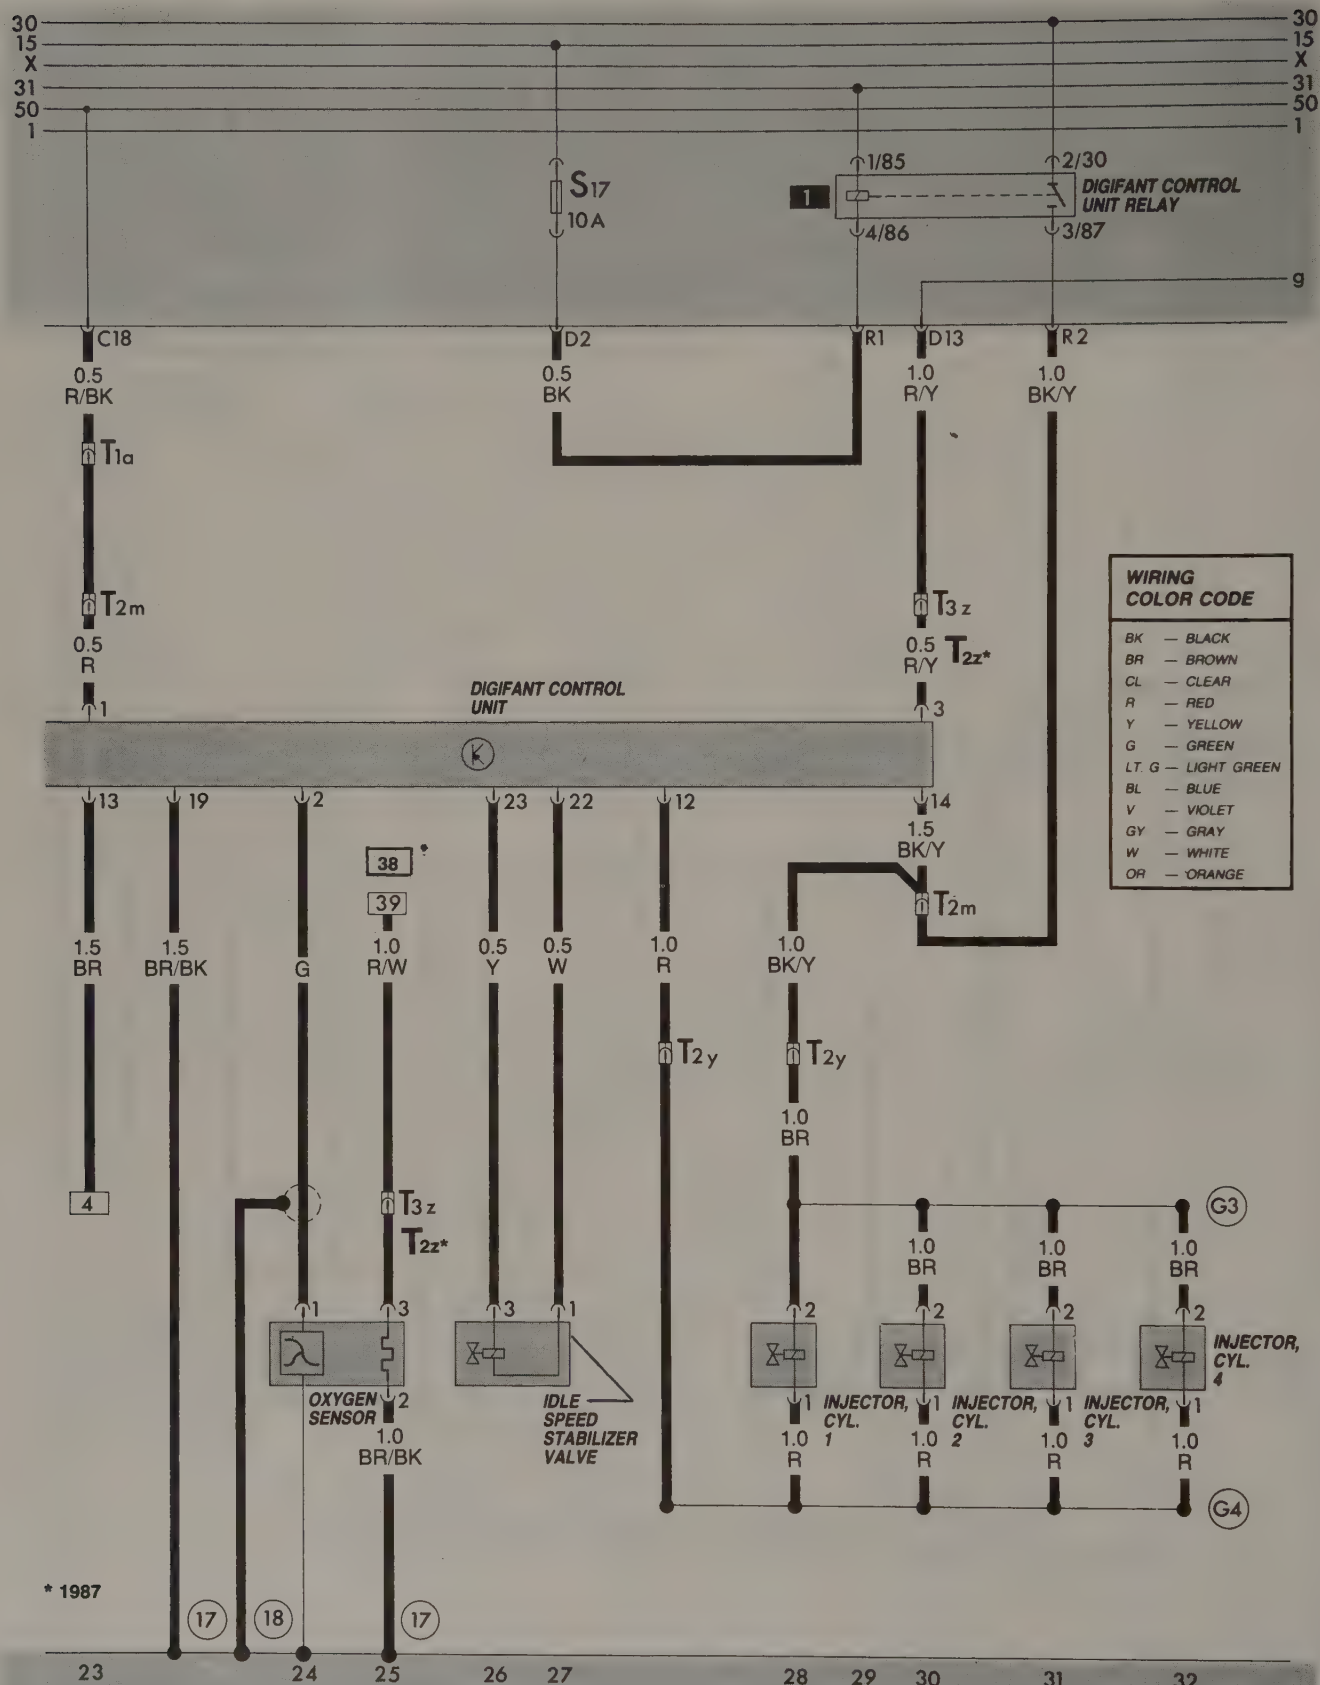 30 30
15 15
X X
31 31
50 50
1 1
1/85 2/30
S17
10A
1
DIGIFANT CONTROL
UNIT RELAY
4/86 3/87
g
C18 D2 R1 D13 R2
0.5 0.5 1.0 1.0
R/BK BK R/Y BK/Y
T1a
T2m T3z
0.5 0.5 T2z*
R R/Y
WIRING
COLOR CODE
BK — BLACK
BR — BROWN
CL — CLEAR
R — RED
Y — YELLOW
G — GREEN
LT. G — LIGHT GREEN
BL — BLUE
V — VIOLET
GY — GRAY
W — WHITE
OR — ORANGE
DIGIFANT CONTROL
UNIT
1 3
K
13 19 2 23 22 12 14
1.5
BK/Y
38 *
39 T2m
1.5 1.5 1.0 0.5 0.5 1.0 1.0
BR BR/BK G R/W Y W R BK/Y
T2y T2y
1.0
BR
4 T3z G3
T2z*
1.0 1.0 1.0
BR BR BR
1 3 3 1 2 2 2 2
INJECTOR,
CYL.
4
OXYGEN
SENSOR
2
IDLE
SPEED
STABILIZER
VALVE
1 INJECTOR,
CYL.
1
1 INJECTOR,
CYL.
2
1 INJECTOR,
CYL.
3
1
1.0 1.0 1.0 1.0 1.0
BR/BK R R R R
G4
* 1987
17 18 17
23 24 25 26 27 28 29 30 31 32